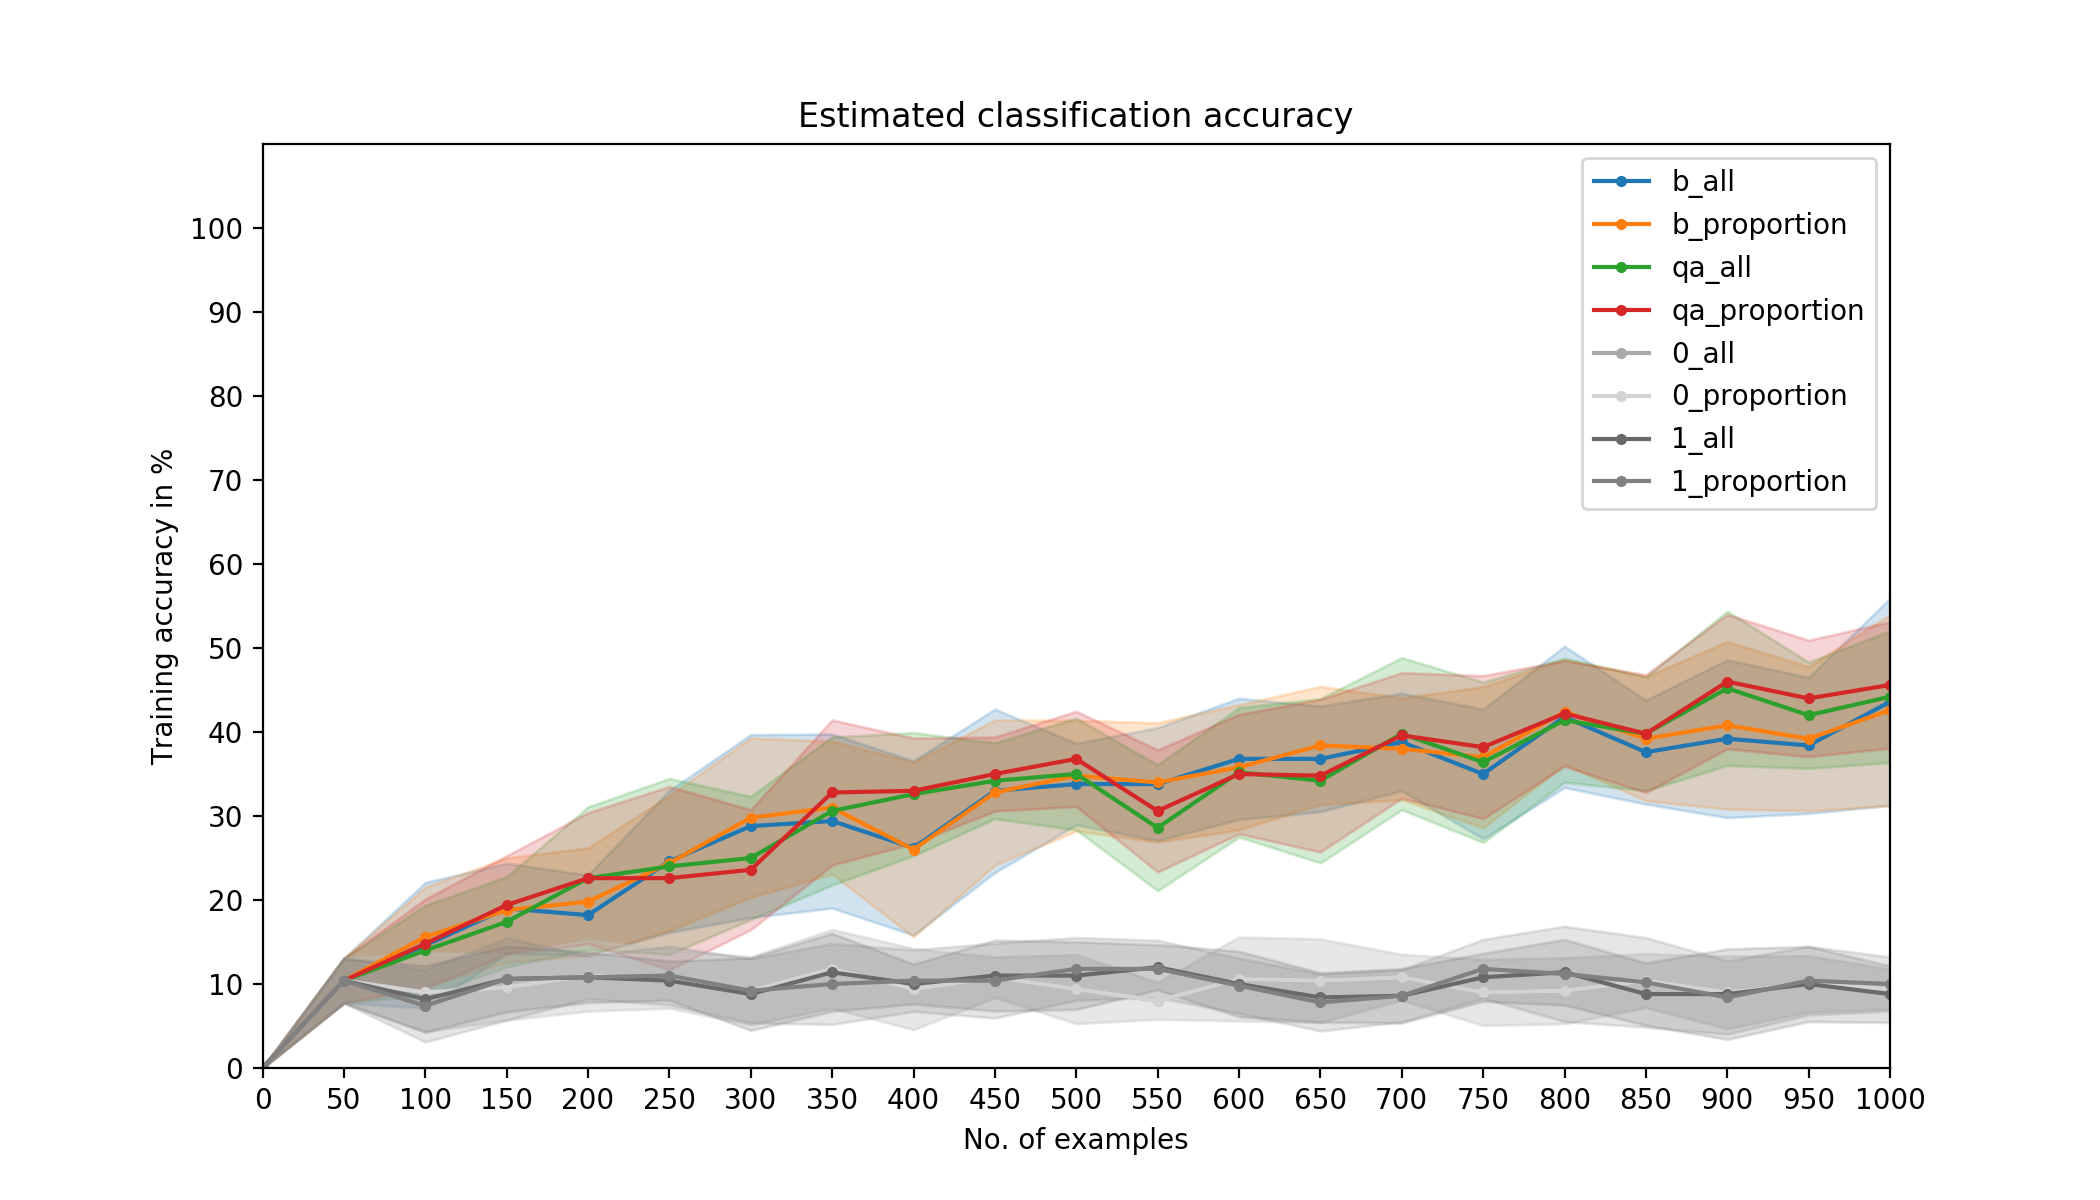 Estimated classification accuracy
b_all
b_proportion
qa_all
qa_proportion
0_all
0_proportion
1_all
1_proportion
Training accuracy in %
100
90
80
70
60
50
40
30
20
10
0
0 50 100 150 200 250 300 350 400 450 500 550 600 650 700 750 800 850 900 950 1000
No. of examples